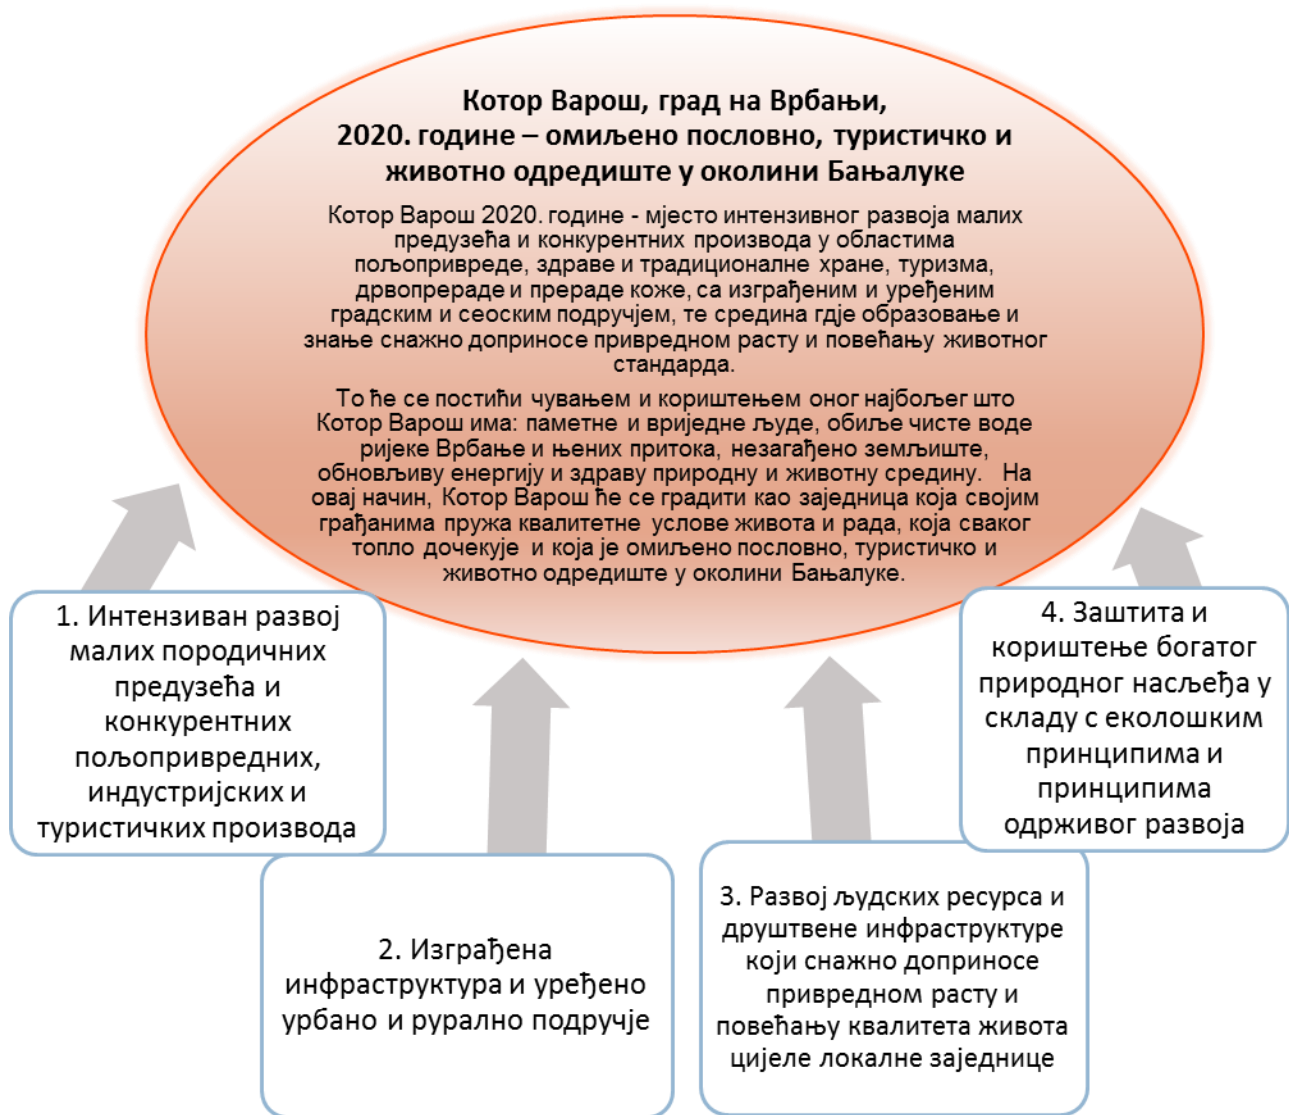 Котор Варош, град на Врбањи,
2020. године – омиљено пословно, туристичко и
животно одредиште у околини Бањалуке
Котор Варош 2020. године - мјесто интензивног развоја малих
предузећа и конкурентних производа у областима
пољопривреде, здраве и традиционалне хране, туризма,
дрвопрераде и прераде коже, са изграђеним и уређеним
градским и сеоским подручјем, те средина гдје образовање и
знање снажно доприносе привредном расту и повећању животног
стандарда.
То ће се постићи чувањем и кориштењем оног најбољег што
Котор Варош има: паметне и вриједне људе, обиље чисте воде
ријеке Врбање и њених притока, незагађено земљиште,
обновљиву енергију и здраву природну и животну средину. На
овај начин, Котор Варош ће се градити као заједница која својим
грађанима пружа квалитетне услове живота и рада, која сваког
топло дочекује и која је омиљено пословно, туристичко и
животно одредиште у околини Бањалуке.
1. Интензиван развој
малих породичних
предузећа и
конкурентних
пољопривредних,
индустријских и
туристичких производа
2. Изграђена
инфраструктура и уређено
урбано и рурално подручје
3. Развој људских ресурса и
друштвене инфраструктуре
који снажно доприносе
привредном расту и
повећању квалитета живота
цијеле локалне заједнице
4. Заштита и
кориштење богатог
природног насљеђа у
складу с еколошким
принципима и
принципима
одрживог развоја